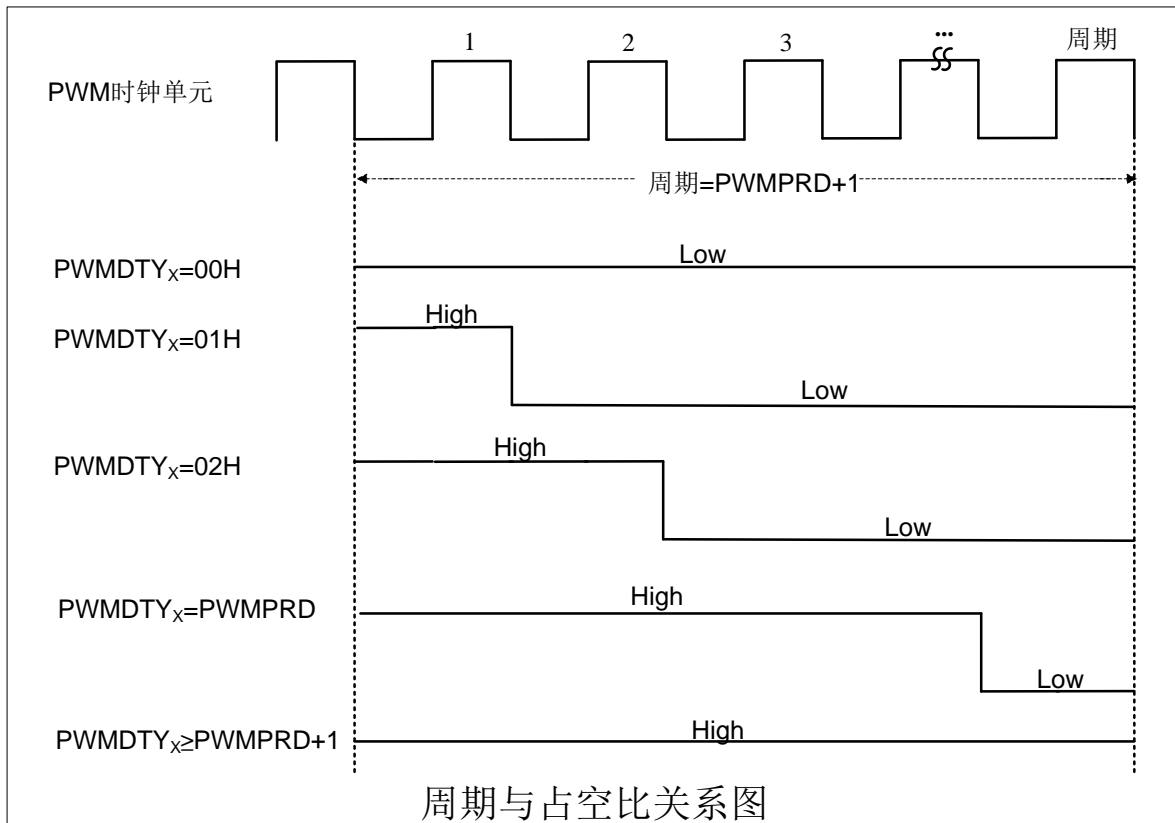 1 2 3 ... 周期
PWM时钟单元
周期=PWMPRD+1
Low
PWMDTYX=00H
High
PWMDTYX=01H
Low
High
PWMDTYX=02H
Low
High
PWMDTYX=PWMPRD
Low
High
PWMDTYX≥PWMPRD+1
周期与占空比关系图